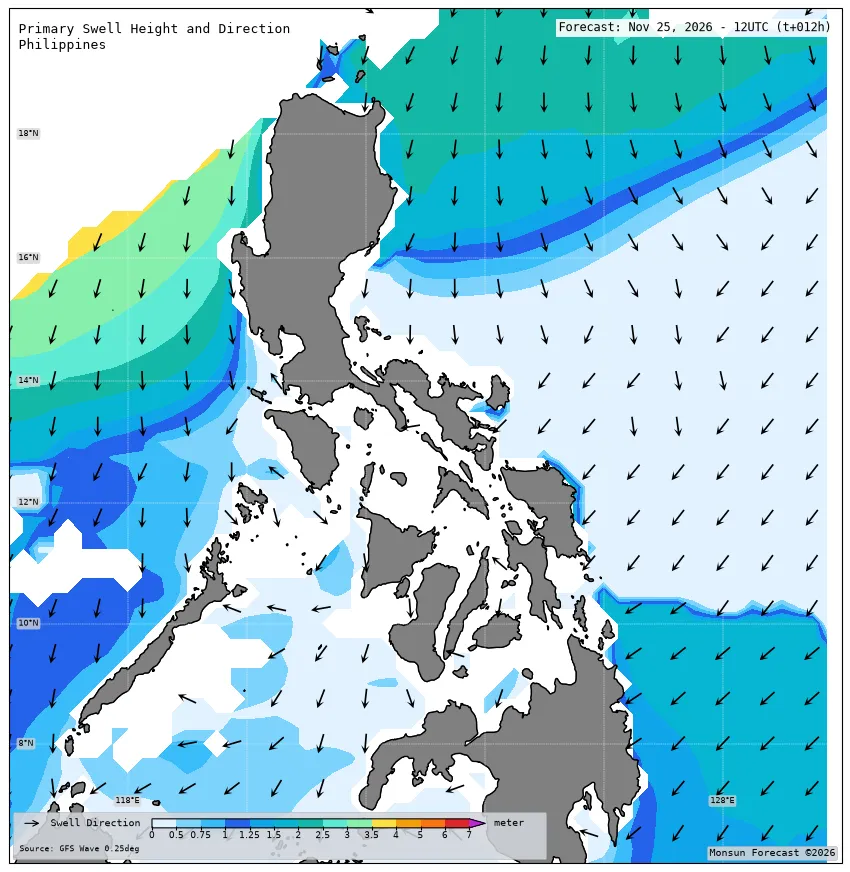 Primary Swell Height and Direction
Philippines
Forecast: Nov 25, 2026 - 12UTC (t+012h)
18°N
16°N
14°N
12°N
10°N
8°N
118°E
128°E
Swell Direction
meter
0 0.5 0.75 1 1.25 1.5 2 2.5 3 3.5 4 5 6 7
Source: GFS Wave 0.25deg
Monsun Forecast ©2026